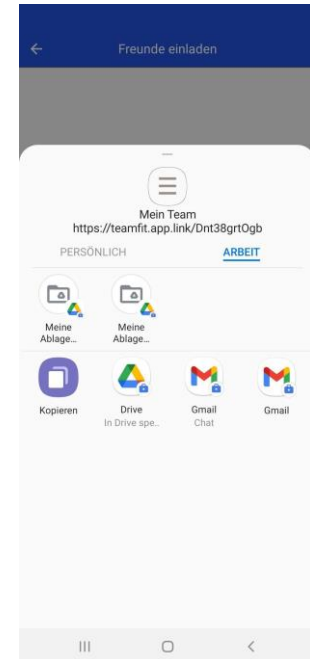 Freunde einladen
Mein Team
https://teamfit.app.link/Dnt38grtOgb
PERSÖNLICH ARBEIT
Meine Meine
Ablage... Ablage...
Kopieren Drive Gmail Gmail
In Drive spe.. Chat